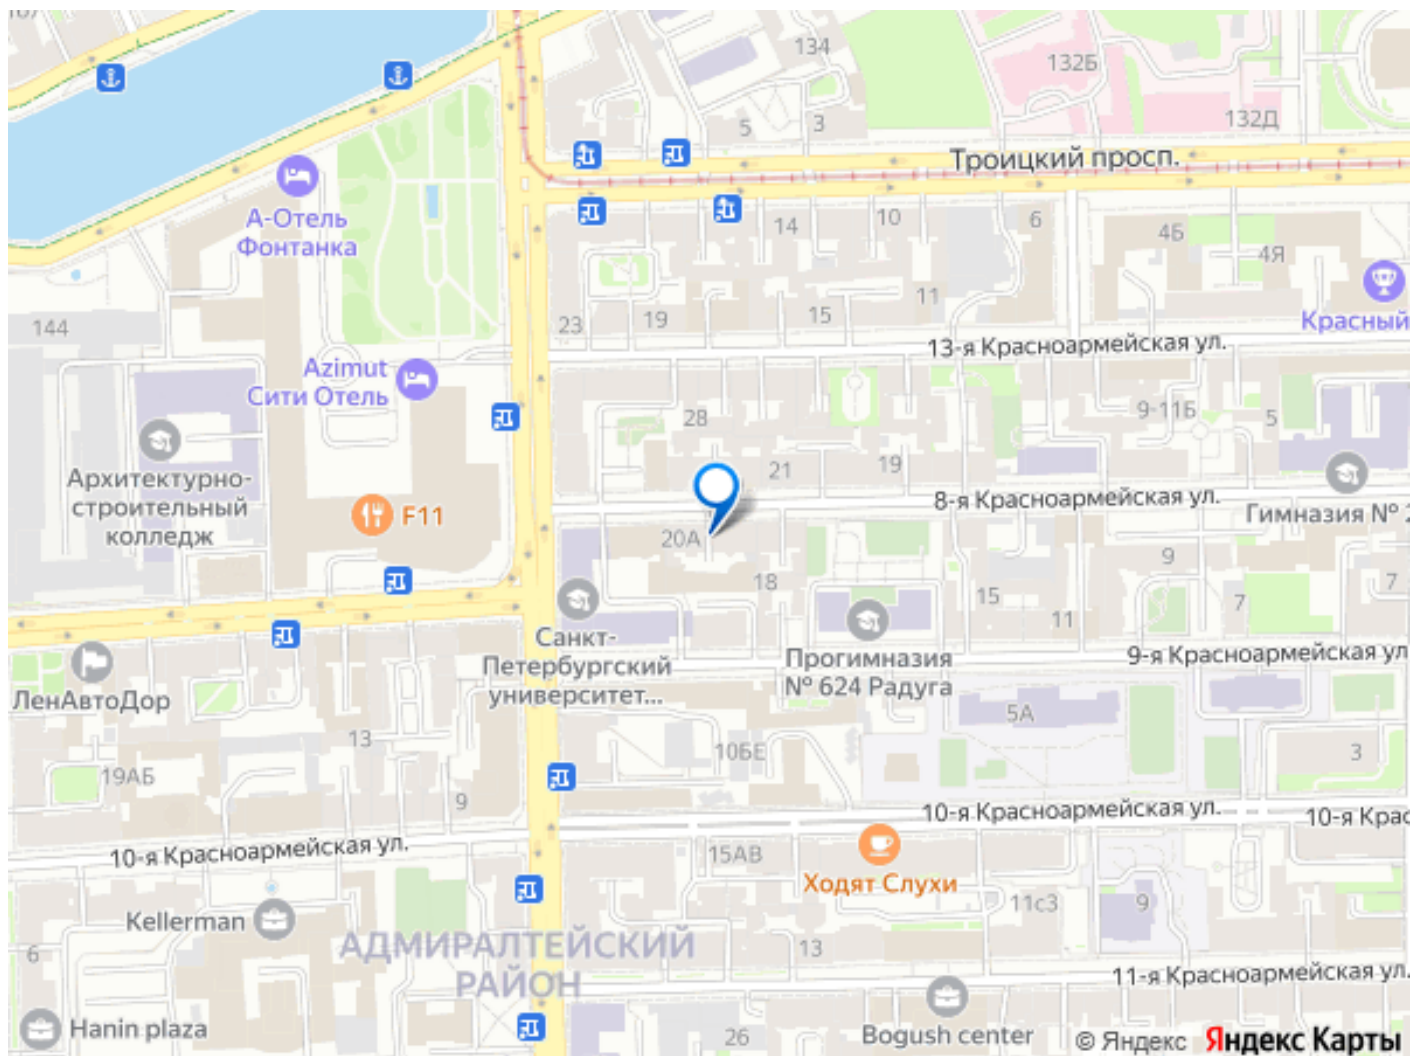 134
132Б
132Д
5
3
Троицкий просп.
А-Отель
Фонтанка
14
10
6
4Б
4Я
144
23
19
15
11
Красный
13-я Красноармейская ул.
Azimut
Сити Отель
28
9-11Б
5
Архитектурно-
строительный
колледж
21
19
8-я Красноармейская ул.
F11
Гимназия № 2
20А
18
15
11
9
7
7
Санкт-
Петербургский
университет...
Прогимназия
№ 624 Радуга
9-я Красноармейская ул
ЛенАвтоДор
5А
13
10БЕ
3
19АБ
9
10-я Красноармейская ул.
10-я Крас
10-я Красноармейская ул.
15АВ
Ходят Слухи
11с3
9
Kellerman
АДМИРАЛТЕЙСКИЙ
РАЙОН
13
6
11-я Красноармейская ул.
Hanin plaza
26
Bogush center
© Яндекс Яндекс Карты